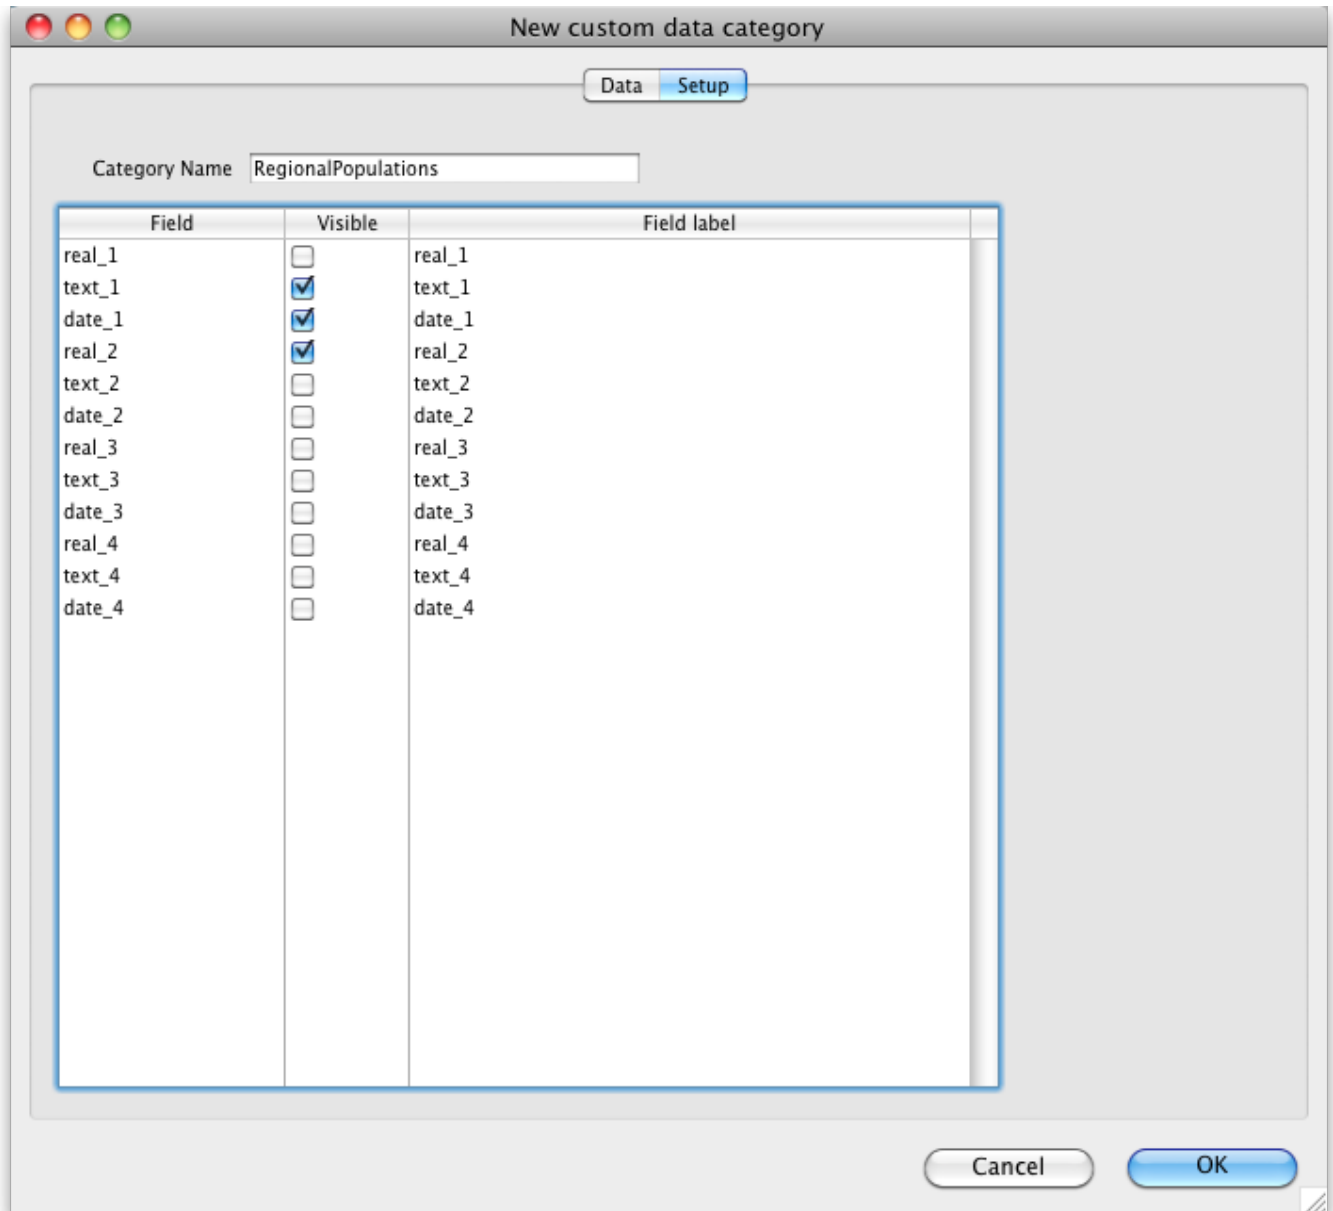 New custom data category
Data Setup
Category Name RegionalPopulations
Field Visible Field label
real_1 real_1
text_1 text_1
date_1 date_1
real_2 real_2
text_2 text_2
date_2 date_2
real_3 real_3
text_3 text_3
date_3 date_3
real_4 real_4
text_4 text_4
date_4 date_4
Cancel OK